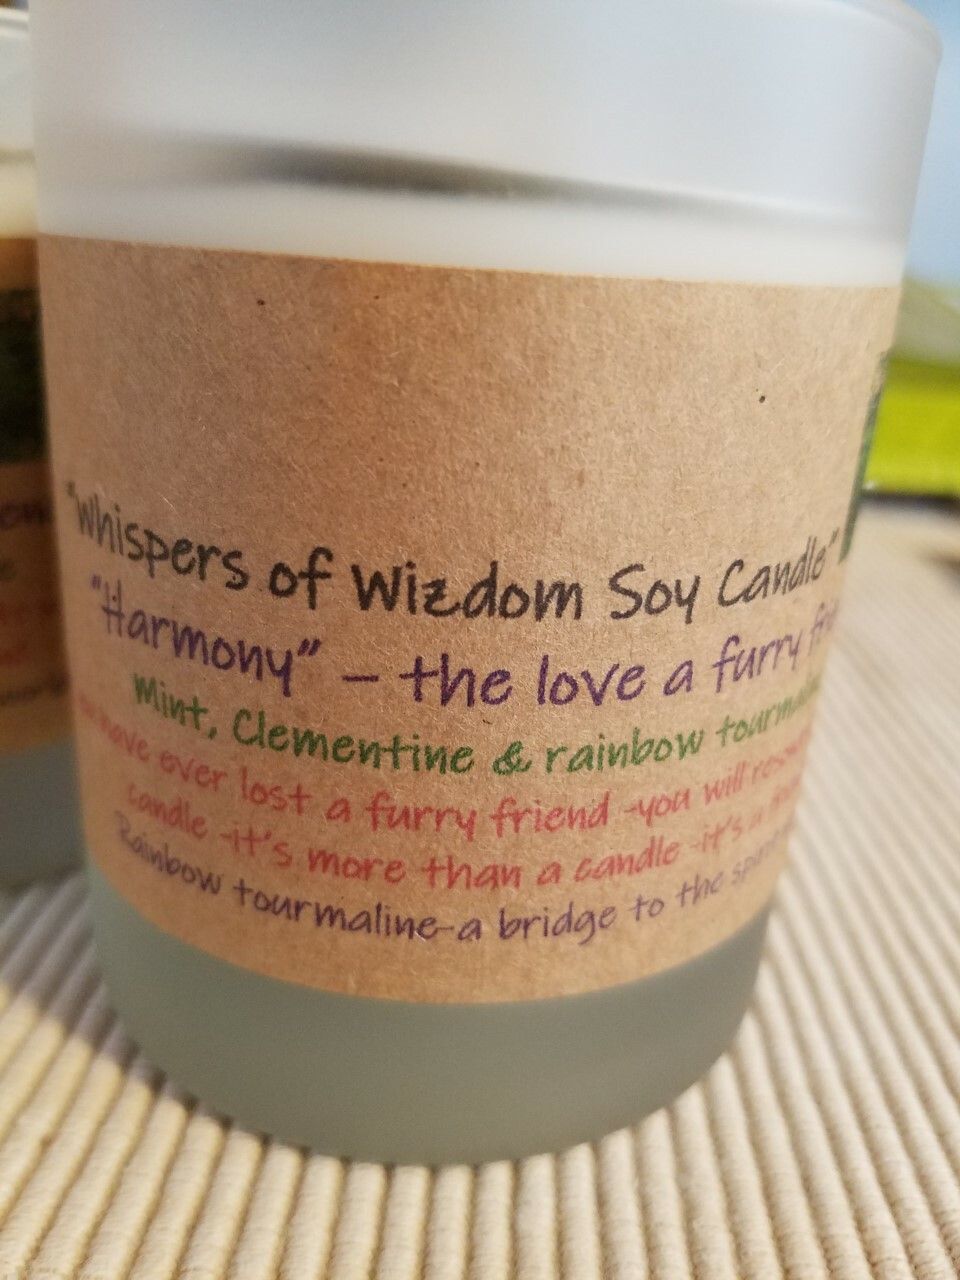 "Whispers of Wizdom Soy Candle"
"Harmony" – the love a furry
Mint, Clementine & rainbow
have ever lost a furry friend -you will
candle -it's more than a candle -it's a
Rainbow tourmaline-a bridge to the